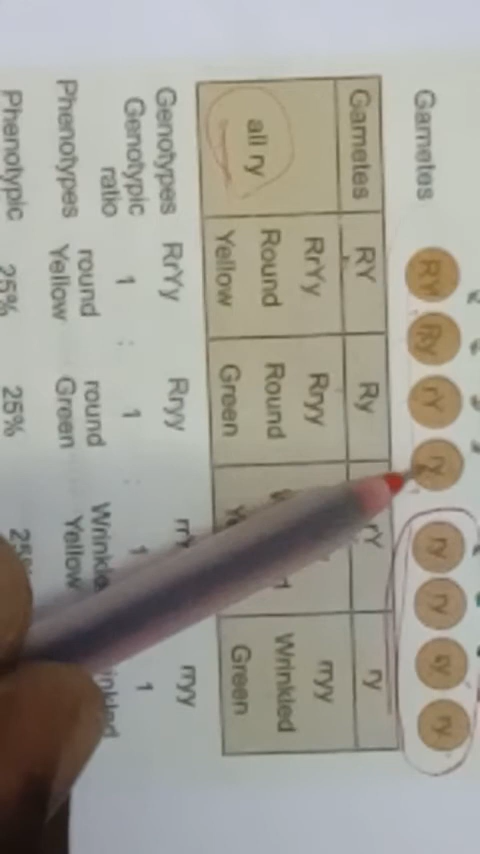 Gametes RY Ry rY ry ry ry ry ry
Gametes RY Ry rY ry
all ry
RrYy Rryy rryy
Round Round Wrinkled
Yellow Green Green
Genotypes RrYy Rryy rryy
Genotypic 1 : 1 : 1
ratio
Phenotypes round round Wrinkled
Yellow Green Yellow
Phenotypic 25% 25%